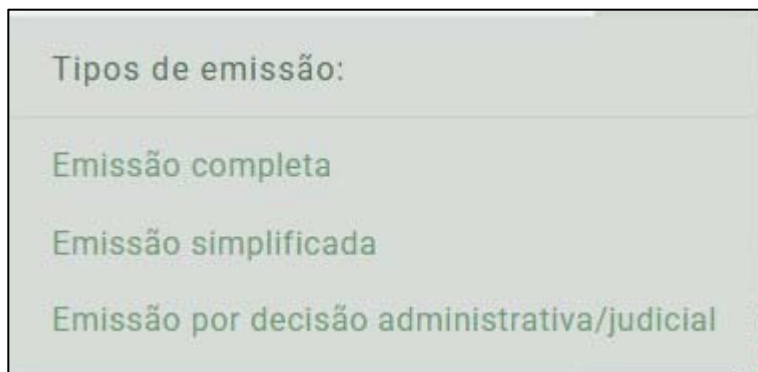 Tipos de emissão:
Emissão completa
Emissão simplificada
Emissão por decisão administrativa/judicial